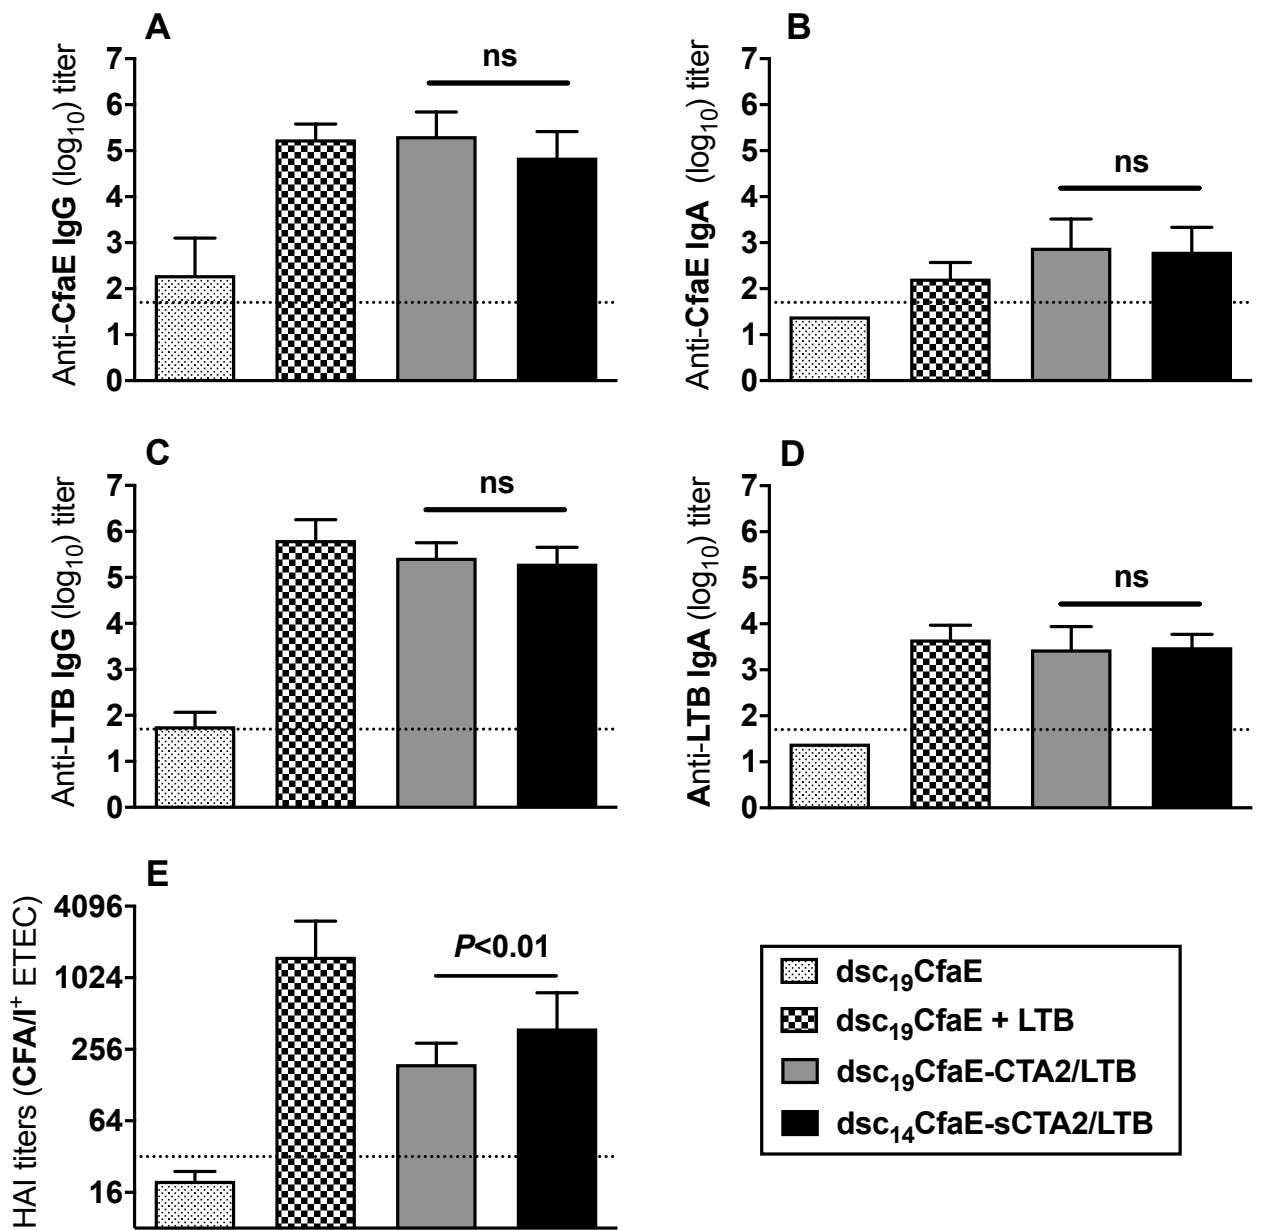 A
Anti-CfaE IgG (log10) titer
7
6
5
4
3
2
1
0
ns
B
Anti-CfaE IgA (log10) titer
7
6
5
4
3
2
1
0
ns
C
Anti-LTB IgG (log10) titer
7
6
5
4
3
2
1
0
ns
D
Anti-LTB IgA (log10) titer
7
6
5
4
3
2
1
0
ns
E
HAI titers (CFA/I+ ETEC)
4096
1024
256
64
16
P<0.01
dsc19CfaE
dsc19CfaE + LTB
dsc19CfaE-CTA2/LTB
dsc14CfaE-sCTA2/LTB